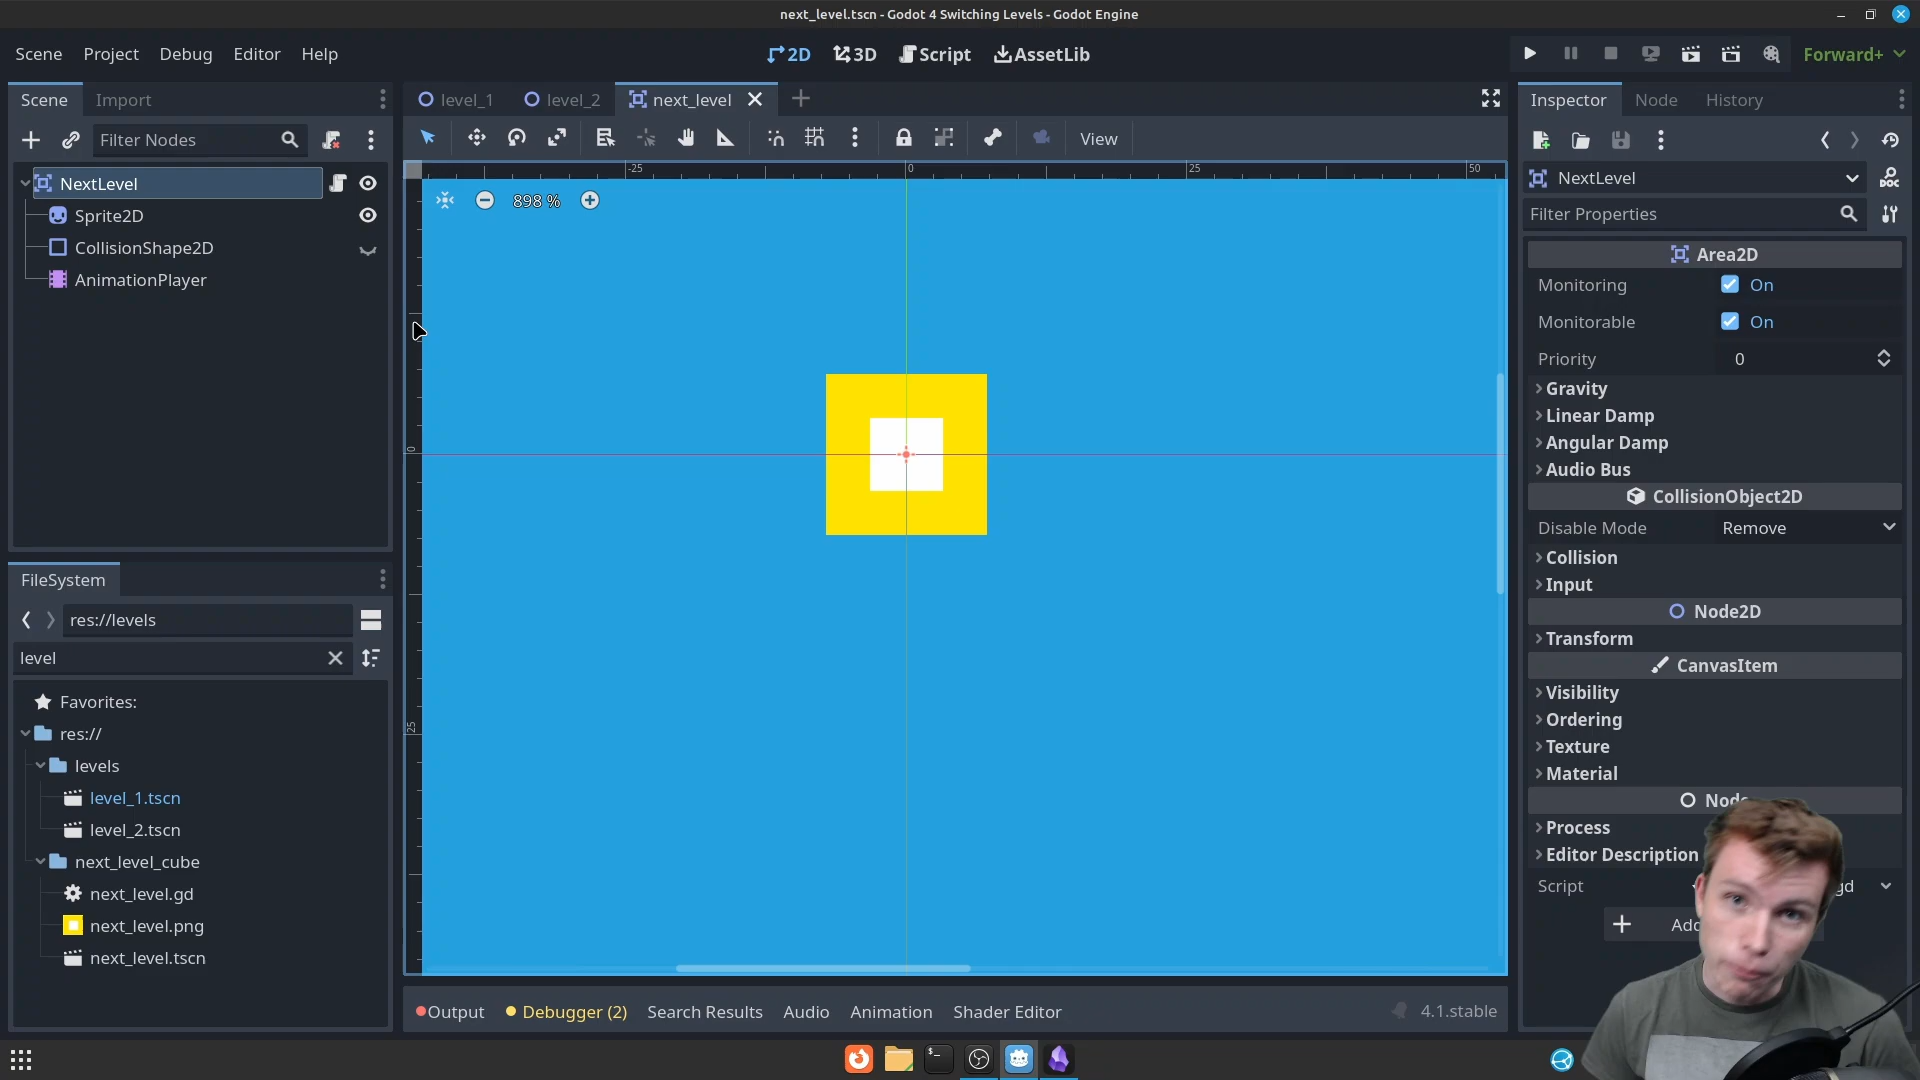 next_level.tscn - Godot 4 Switching Levels - Godot Engine
Scene Project Debug Editor Help
2D 3D Script AssetLib
Forward+
Scene Import
level_1 level_2 next_level
Inspector Node History
Filter Nodes
View
NextLevel
Sprite2D
CollisionShape2D
AnimationPlayer
-25 0 25 50
898 %
0
25
NextLevel
Filter Properties
Area2D
Monitoring On
Monitorable On
Priority 0
Gravity
Linear Damp
Angular Damp
Audio Bus
CollisionObject2D
Disable Mode Remove
Collision
Input
Node2D
Transform
CanvasItem
Visibility
Ordering
Texture
Material
Node
Process
Editor Description
Script gd
Add
FileSystem
res://levels
level
Favorites:
res://
levels
level_1.tscn
level_2.tscn
next_level_cube
next_level.gd
next_level.png
next_level.tscn
Output Debugger (2) Search Results Audio Animation Shader Editor
4.1.stable